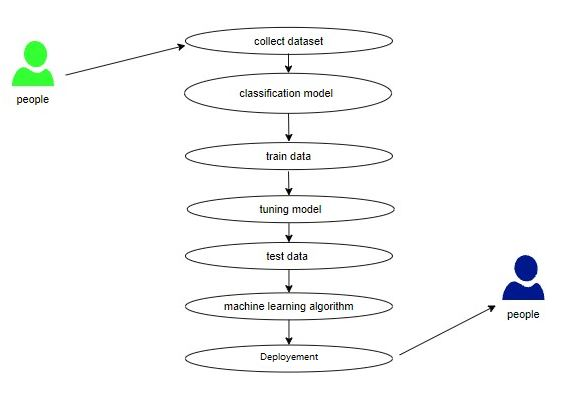 collect dataset
people
classification model
train data
tuning model
test data
machine learning algorithm
people
Deployement